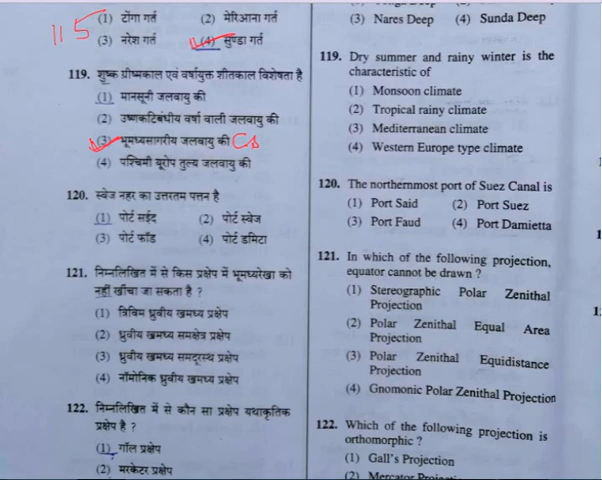 115
(1) टोंगा गर्त (2) मेरिआना गर्त
(3) नरेश गर्त (4) सुण्डा गर्त
119. शुष्क ग्रीष्मकाल एवं वर्षायुक्त शीतकाल विशेषता है
(1) मानसूनी जलवायु की
(2) उष्णकटिबंधीय वर्षा वाली जलवायु की
(3) भूमध्यसागरीय जलवायु की Cs
(4) पश्चिमी यूरोप तुल्य जलवायु की
120. स्वेज नहर का उत्तरतम पत्तन है
(1) पोर्ट सईद (2) पोर्ट स्वेज
(3) पोर्ट फॉड (4) पोर्ट डमिटा
121. निम्नलिखित में से किस प्रक्षेप में भूमध्यरेखा को
नहीं खींचा जा सकता है ?
(1) त्रिविम ध्रुवीय खमध्य प्रक्षेप
(2) ध्रुवीय खमध्य समक्षेत्र प्रक्षेप
(3) ध्रुवीय खमध्य समदूरस्थ प्रक्षेप
(4) नॉमोनिक ध्रुवीय खमध्य प्रक्षेप
122. निम्नलिखित में से कौन सा प्रक्षेप यथाकृतिक
प्रक्षेप है ?
(1) गॉल प्रक्षेप
(2) मरकेटर प्रक्षेप
(3) Nares Deep (4) Sunda Deep
119. Dry summer and rainy winter is the
characteristic of
(1) Monsoon climate
(2) Tropical rainy climate
(3) Mediterranean climate
(4) Western Europe type climate
120. The northernmost port of Suez Canal is
(1) Port Said (2) Port Suez
(3) Port Faud (4) Port Damietta
121. In which of the following projection,
equator cannot be drawn ?
(1) Stereographic Polar Zenithal
Projection
(2) Polar Zenithal Equal Area
Projection
(3) Polar Zenithal Equidistance
Projection
(4) Gnomonic Polar Zenithal Projection
122. Which of the following projection is
orthomorphic ?
(1) Gall's Projection
(2) Mercator